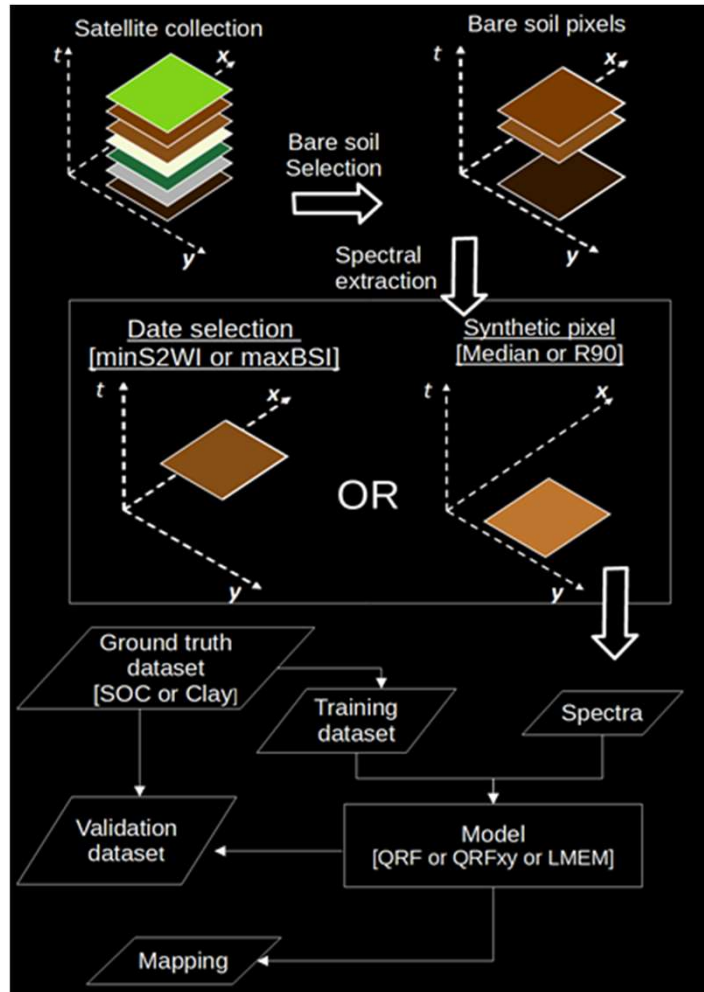 Satellite collection
Bare soil pixels
t
x
y
Bare soil
Selection
t
x
y
Spectral
extraction
Date selection
[minS2WI or maxBSI]
Synthetic pixel
[Median or R90]
t
x
y
OR
t
x
y
Ground truth
dataset
[SOC or Clay]
Training
dataset
Spectra
Validation
dataset
Model
[QRF or QRFxy or LMEM]
Mapping